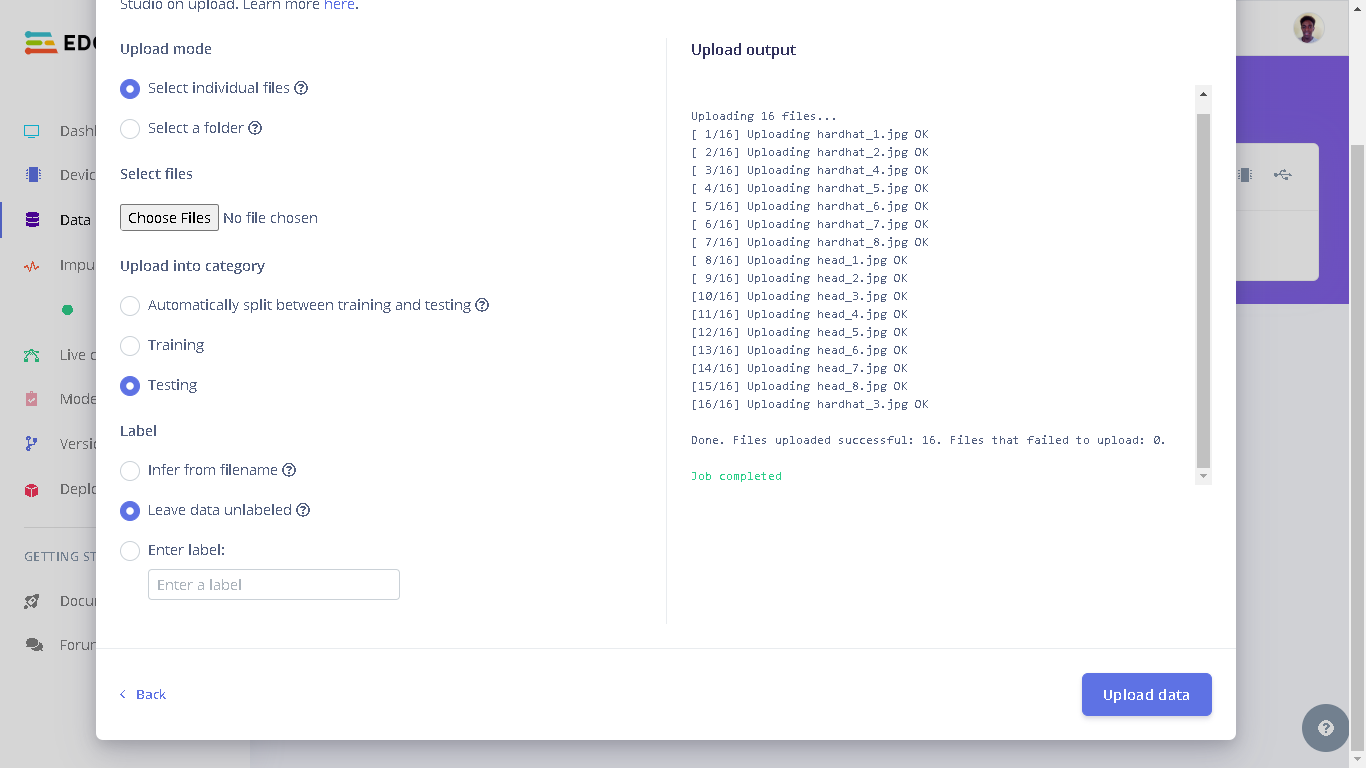 Studio on upload. Learn more here.
EDG
Dashb
Devic
Data
Impu
Live c
Mode
Versio
Deplo
GETTING ST
Docum
Forum
Upload mode
Select individual files
Select a folder
Select files
Choose Files No file chosen
Upload into category
Automatically split between training and testing
Training
Testing
Label
Infer from filename
Leave data unlabeled
Enter label:
Enter a label
Upload output
Uploading 16 files...
[ 1/16] Uploading hardhat_1.jpg OK
[ 2/16] Uploading hardhat_2.jpg OK
[ 3/16] Uploading hardhat_4.jpg OK
[ 4/16] Uploading hardhat_5.jpg OK
[ 5/16] Uploading hardhat_6.jpg OK
[ 6/16] Uploading hardhat_7.jpg OK
[ 7/16] Uploading hardhat_8.jpg OK
[ 8/16] Uploading head_1.jpg OK
[ 9/16] Uploading head_2.jpg OK
[10/16] Uploading head_3.jpg OK
[11/16] Uploading head_4.jpg OK
[12/16] Uploading head_5.jpg OK
[13/16] Uploading head_6.jpg OK
[14/16] Uploading head_7.jpg OK
[15/16] Uploading head_8.jpg OK
[16/16] Uploading hardhat_3.jpg OK
Done. Files uploaded successful: 16. Files that failed to upload: 0.
Job completed
Back
Upload data